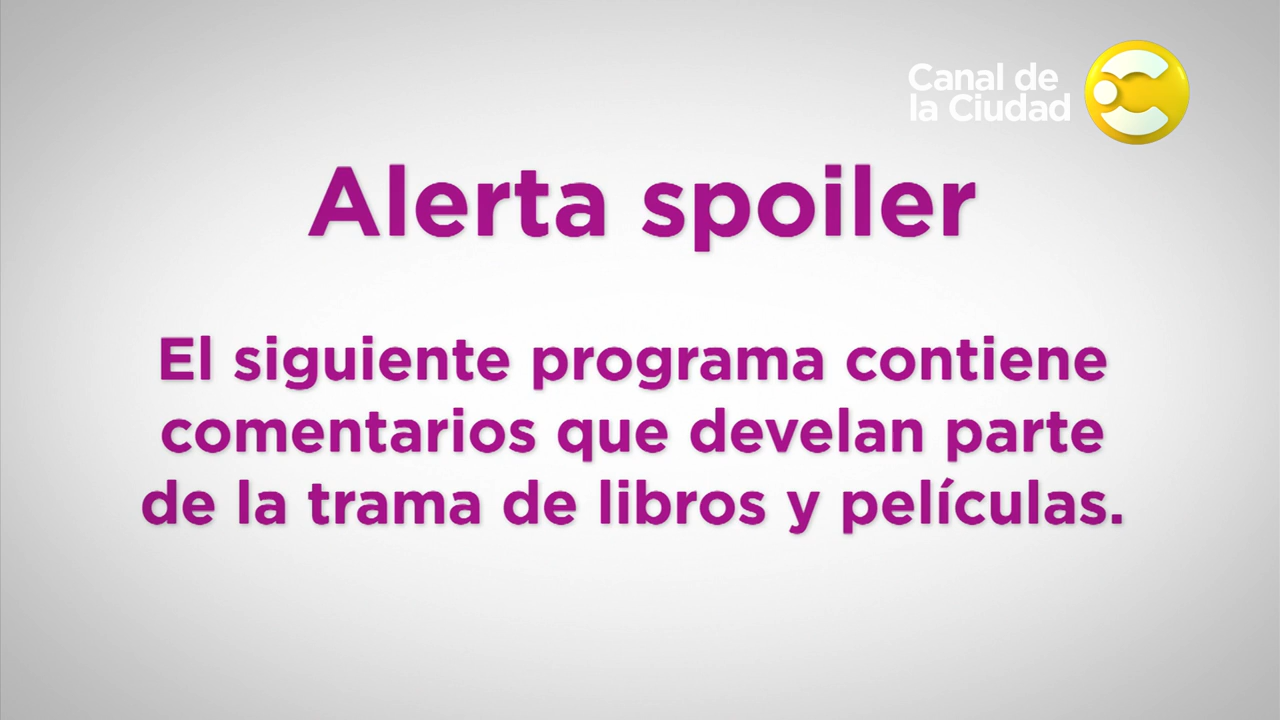 Canal de
la Ciudad
Alerta spoiler
El siguiente programa contiene
comentarios que develan parte
de la trama de libros y películas.